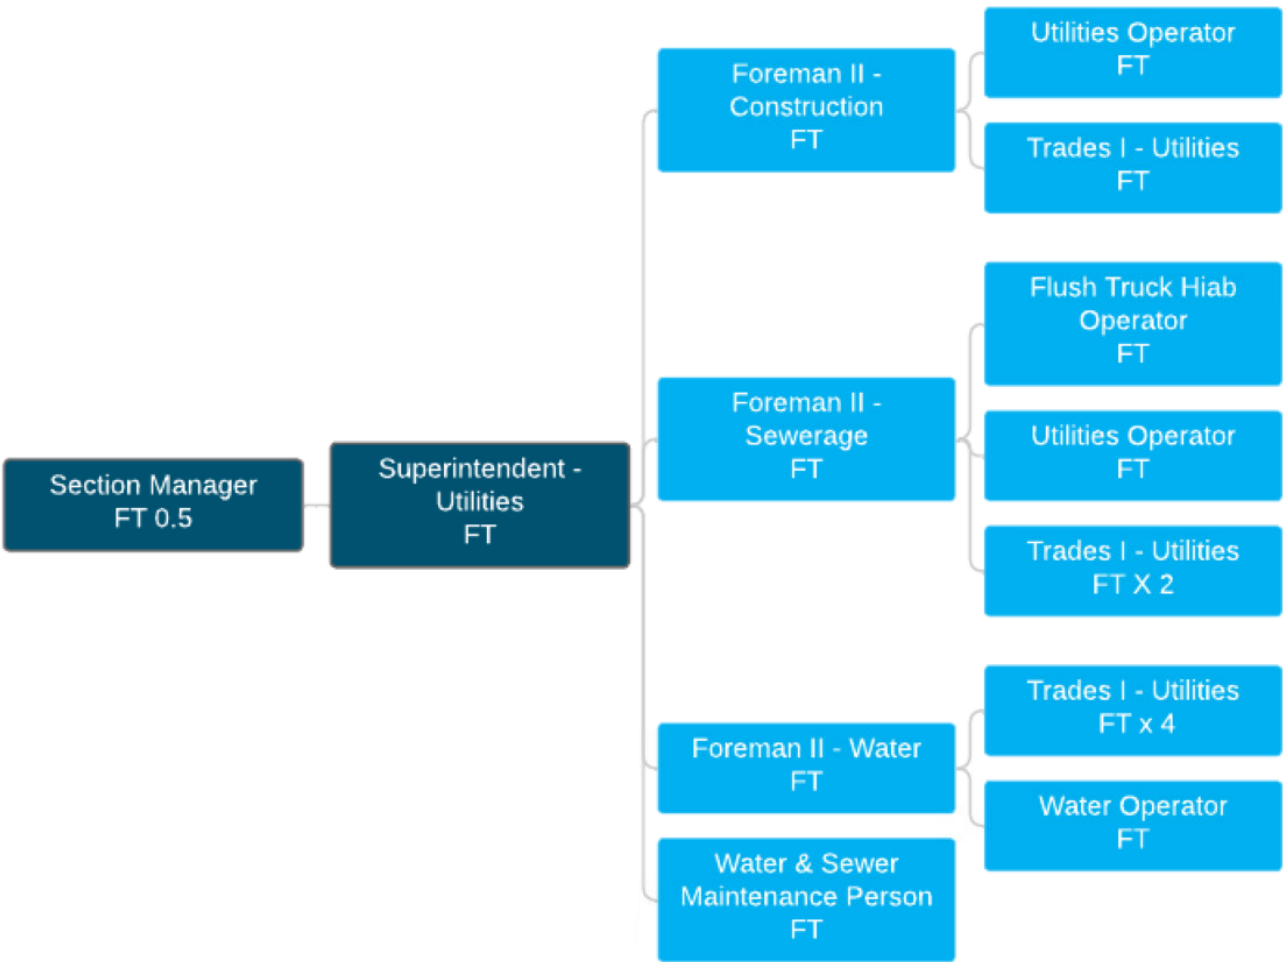 Section Manager
FT 0.5
Superintendent -
Utilities
FT
Foreman II -
Construction
FT
Utilities Operator
FT
Trades I - Utilities
FT
Foreman II -
Sewerage
FT
Flush Truck Hiab
Operator
FT
Utilities Operator
FT
Trades I - Utilities
FT X 2
Foreman II - Water
FT
Trades I - Utilities
FT x 4
Water Operator
FT
Water & Sewer
Maintenance Person
FT